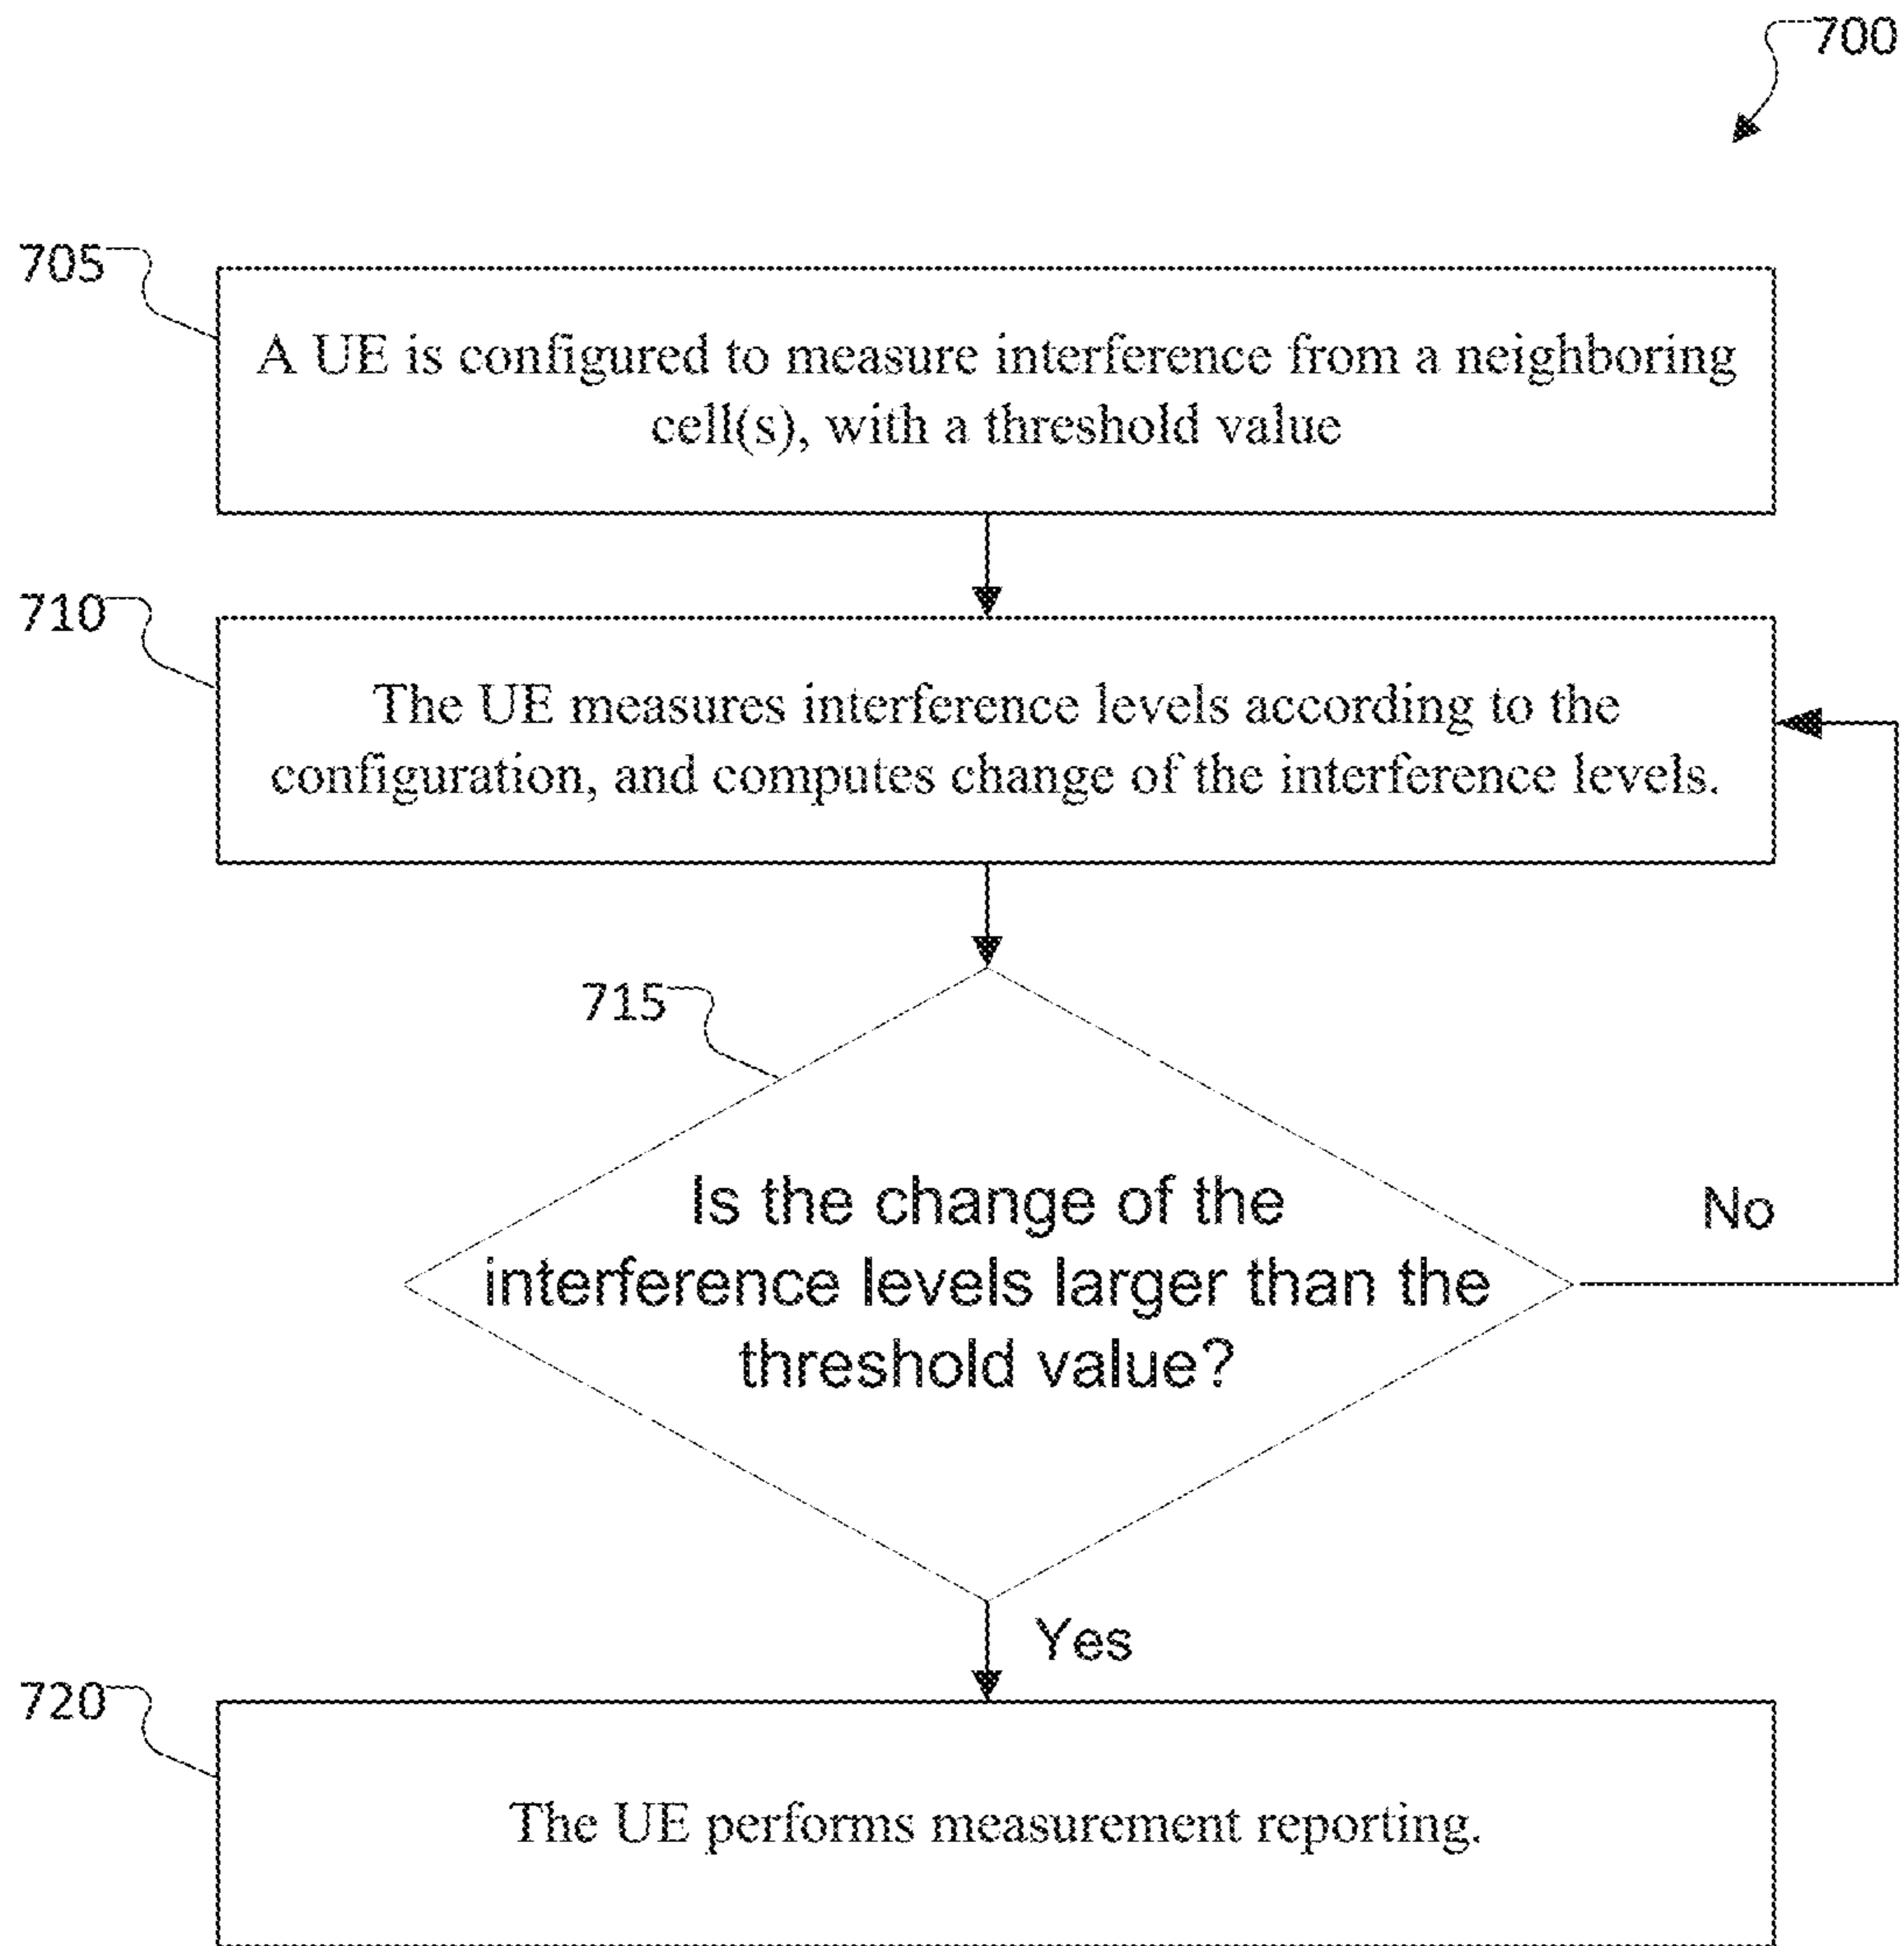 700
705
A UE is configured to measure interference from a neighboring
cell(s), with a threshold value
710
The UE measures interference levels according to the
configuration, and computes change of the interference levels.
715
Is the change of the
interference levels larger than the
threshold value?
No
Yes
720
The UE performs measurement reporting.